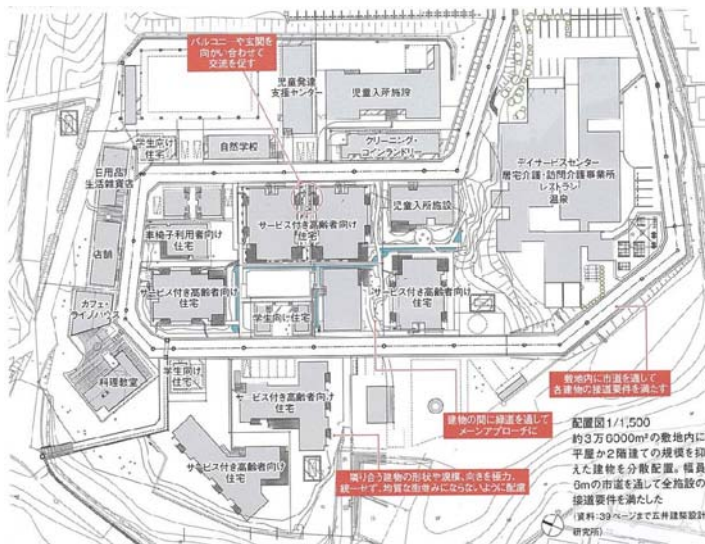 バルコニーや玄関を
向かい合わせて
交流を促す
児童発達
支援センター
児童入所施設
学生向け
住宅
自然学校
クリーニング・
コインランドリー
デイサービスセンター
居宅介護・訪問介護事業所
レストラン
温泉
日用品・
生活雑貨店
車椅子利用者向け
住宅
サービス付き高齢者向け
住宅
児童入所施設
店舗
サービス付き高齢者向け
住宅
サービス付き高齢者向け
住宅
カフェ・
ライブハウス
学生向け住宅
料理教室
学生向け
住宅
サービス付き高齢者向け
住宅
サービス付き高齢者向け
住宅
敷地内に市道を通して
各建物の接道要件を満たす
建物の間に緑道を通して
メーンアプローチに
隣り合う建物の形状や規模、向きを極力、
統一せず、均質な街並みにならないように配慮
配置図1/1,500
約3万6000m²の敷地内に
平屋か2階建ての規模を抑
えた建物を分散配置。幅員
6mの市道を通して全施設の
接道要件を満たした
(資料:39ページまで五井建築設計
研究所)